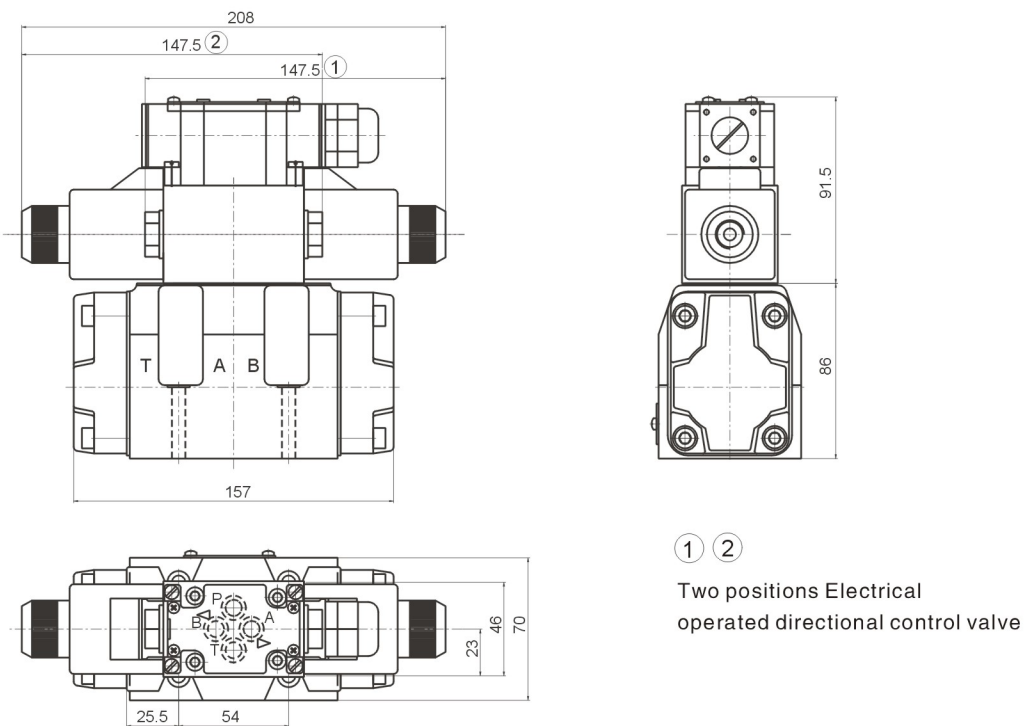 208
147.5 ②
147.5 ①
91.5
T A B
86
157
① ②
Two positions Electrical
operated directional control valve
P
B A
T
23
46
70
25.5 54